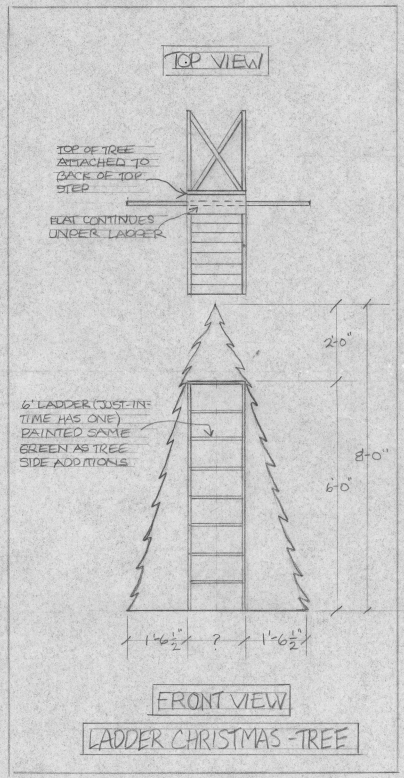 TOP VIEW
TOP OF TREE
ATTACHED TO
BACK OF TOP
STEP
FLAT CONTINUES
UNDER LADDER
2'-0"
6' LADDER (JUST-IN-
TIME HAS ONE)
PAINTED SAME
GREEN AS TREE
SIDE ADDITIONS
8'-0"
6'-0"
1'-6 1/2" ? 1'-6 1/2"
FRONT VIEW
LADDER CHRISTMAS-TREE